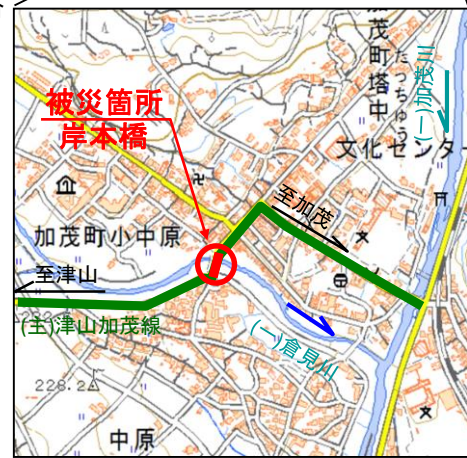 加茂町塔中
たっちゅう
(一)加茂川
被災箇所
岸本橋
文化センター
至加茂
加茂町小中原
至津山
(主)津山加茂線
(一)倉見川
228.2
中原